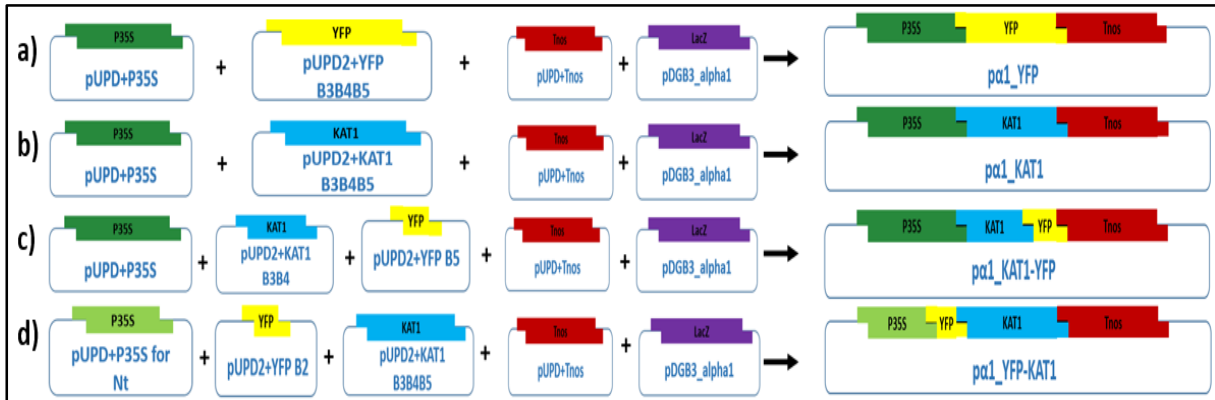 a) P35S YFP Tnos LacZ P35S YFP Tnos
pUPD+P35S + pUPD2+YFP + pUPD+Tnos + pDGB3_alpha1 pα1_YFP
B3B4B5
b) P35S KAT1 Tnos LacZ P35S KAT1 Tnos
pUPD+P35S + pUPD2+KAT1 + pUPD+Tnos + pDGB3_alpha1 pα1_KAT1
B3B4B5
c) P35S KAT1 YFP Tnos LacZ P35S KAT1 YFP Tnos
pUPD+P35S + pUPD2+KAT1 + pUPD2+YFP B5 + pUPD+Tnos + pDGB3_alpha1 pα1_KAT1-YFP
B3B4
d) P35S YFP KAT1 Tnos LacZ P35S YFP KAT1 Tnos
pUPD+P35S for + pUPD2+YFP B2 + pUPD2+KAT1 + pUPD+Tnos + pDGB3_alpha1 pα1_YFP-KAT1
Nt B3B4B5